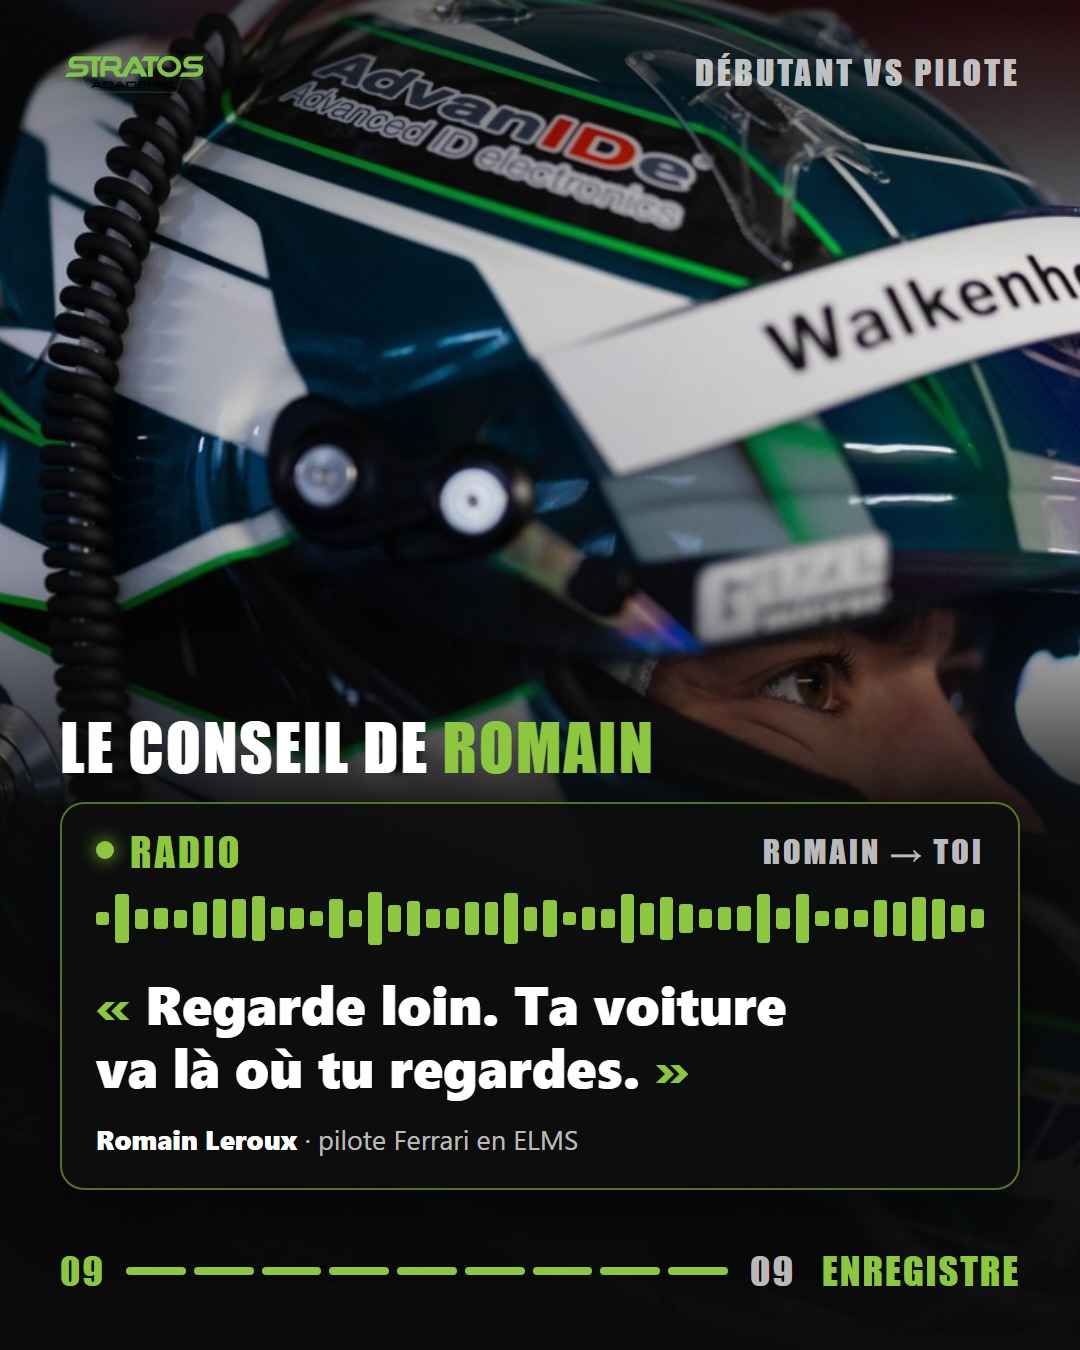 STRATOS
ACADEMIE
DÉBUTANT VS PILOTE
AdvanIDe®
Advanced ID electronics
Walkenh
LE CONSEIL DE ROMAIN
RADIO
ROMAIN → TOI
« Regarde loin. Ta voiture
va là où tu regardes. »
Romain Leroux · pilote Ferrari en ELMS
09
09
ENREGISTRE